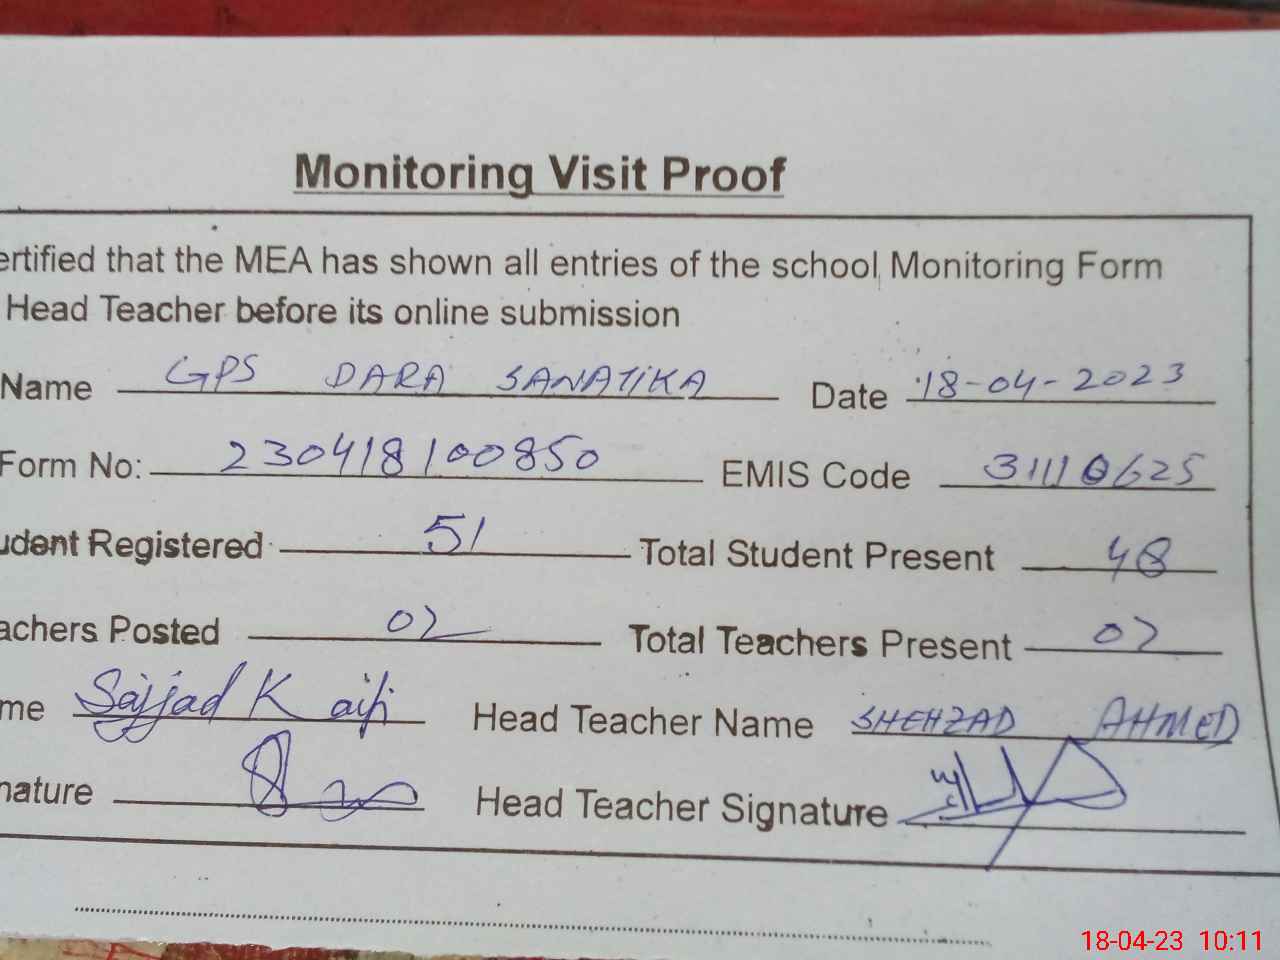 Monitoring Visit Proof
ertified that the MEA has shown all entries of the school Monitoring Form
Head Teacher before its online submission
Name GPS DARA SANATIKA Date 18-04-2023
Form No: 230418100850 EMIS Code 31110625
udent Registered 51 Total Student Present 48
achers Posted 02 Total Teachers Present 02
me Sajjad Kaifi Head Teacher Name SHEHZAD AHMED
nature Head Teacher Signature
18-04-23 10:11